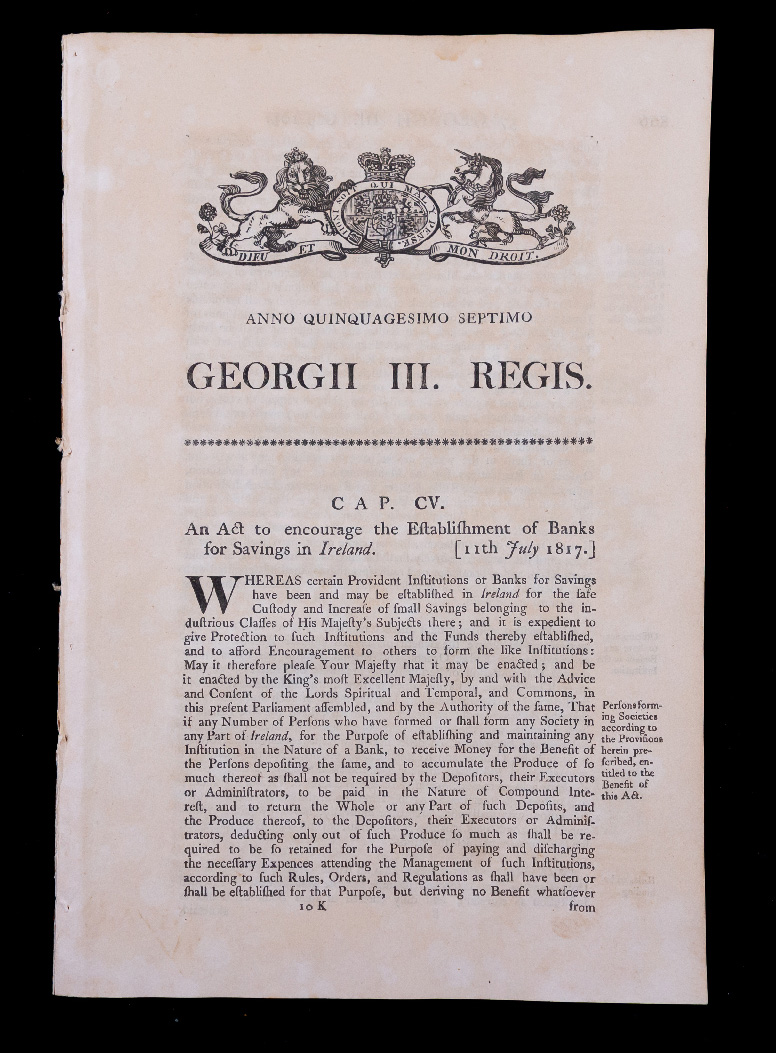 HONI SOIT QUI MAL Y PENSE
DIEU ET MON DROIT.
ANNO QUINQUAGESIMO SEPTIMO
GEORGII III. REGIS.
CAP. CV.
An Act to encourage the Eſtabliſhment of Banks
for Savings in Ireland. [11th July 1817.]
WHEREAS certain Provident Inſtitutions or Banks for Savings
have been and may be eſtabliſhed in Ireland for the ſafe
Cuſtody and Increaſe of ſmall Savings belonging to the in-
duſtrious Claſſes of His Majeſty's Subjects there; and it is expedient to
give Protection to ſuch Inſtitutions and the Funds thereby eſtabliſhed,
and to afford Encouragement to others to form the like Inſtitutions:
May it therefore pleaſe Your Majeſty that it may be enacted; and be
it enacted by the King's moſt Excellent Majeſty, by and with the Advice
and Conſent of the Lords Spiritual and Temporal, and Commons, in
this preſent Parliament aſſembled, and by the Authority of the ſame, That
if any Number of Perſons who have formed or ſhall form any Society in
any Part of Ireland, for the Purpoſe of eſtabliſhing and maintaining any
Inſtitution in the Nature of a Bank, to receive Money for the Benefit of
the Perſons depoſiting the ſame, and to accumulate the Produce of ſo
much thereof as ſhall not be required by the Depoſitors, their Executors
or Adminiſtrators, to be paid in the Nature of Compound Inte-
reſt, and to return the Whole or any Part of ſuch Depoſits, and
the Produce thereof, to the Depoſitors, their Executors or Adminiſ-
trators, deducting only out of ſuch Produce ſo much as ſhall be re-
quired to be ſo retained for the Purpoſe of paying and diſcharging
the neceſſary Expences attending the Management of ſuch Inſtitutions,
according to ſuch Rules, Orders, and Regulations as ſhall have been or
ſhall be eſtabliſhed for that Purpoſe, but deriving no Benefit whatſoever
Perſons form-
ing Societies
according to
the Proviſions
herein pre-
ſcribed, en-
titled to the
Benefit of
this Act.
10 K
from